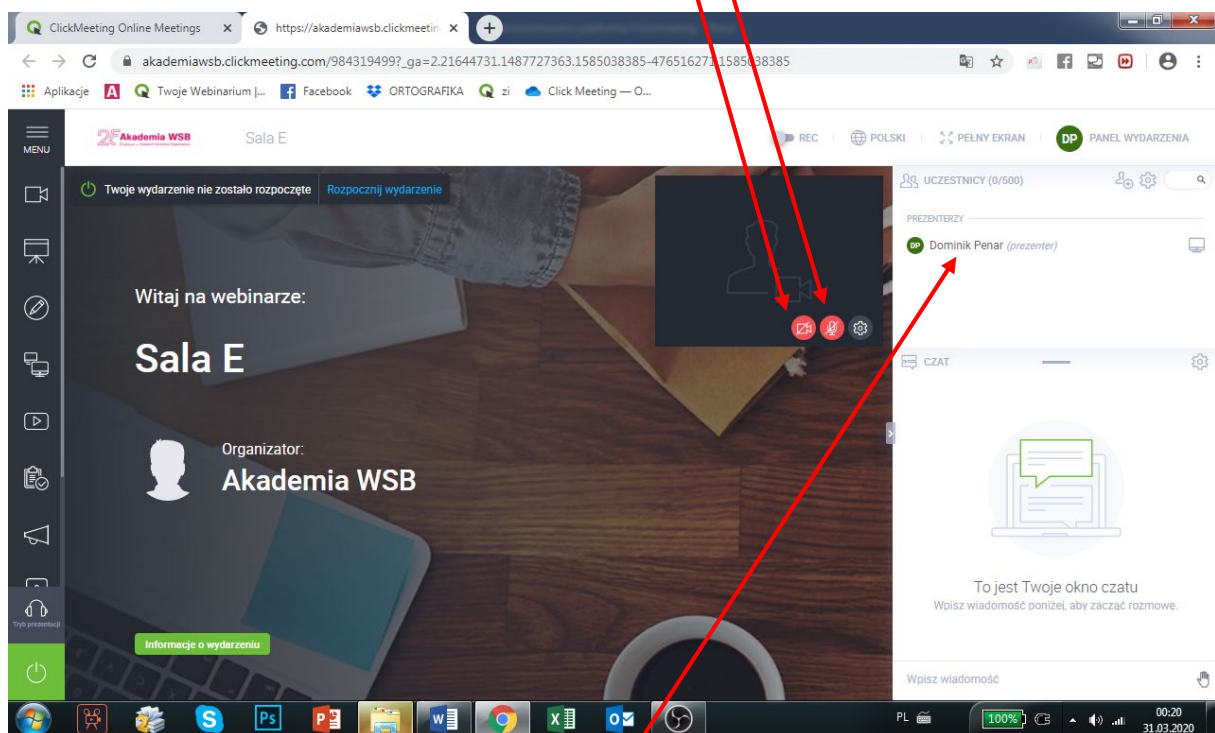 ClickMeeting Online Meetings
https://akademiawsb.clickmeetin
akademiawsb.clickmeeting.com/984319499?_ga=2.21644731.1487727363.1585038385-476516271.1585038385
Aplikacje
Twoje Webinarium |...
Facebook
ORTOGRAFIKA
zi
Click Meeting — O...
MENU
Akademia WSB
Sala E
REC
POLSKI
PEŁNY EKRAN
DP
PANEL WYDARZENIA
Twoje wydarzenie nie zostało rozpoczęte Rozpocznij wydarzenie
UCZESTNICY (0/500)
PREZENTERZY
DP Dominik Penar (prezenter)
Witaj na webinarze:
Sala E
Organizator:
Akademia WSB
Informacje o wydarzeniu
CZAT
To jest Twoje okno czatu
Wpisz wiadomość poniżej, aby zacząć rozmowę.
Wpisz wiadomość
Tryb prezentacji
PL
100%
00:20
31.03.2020